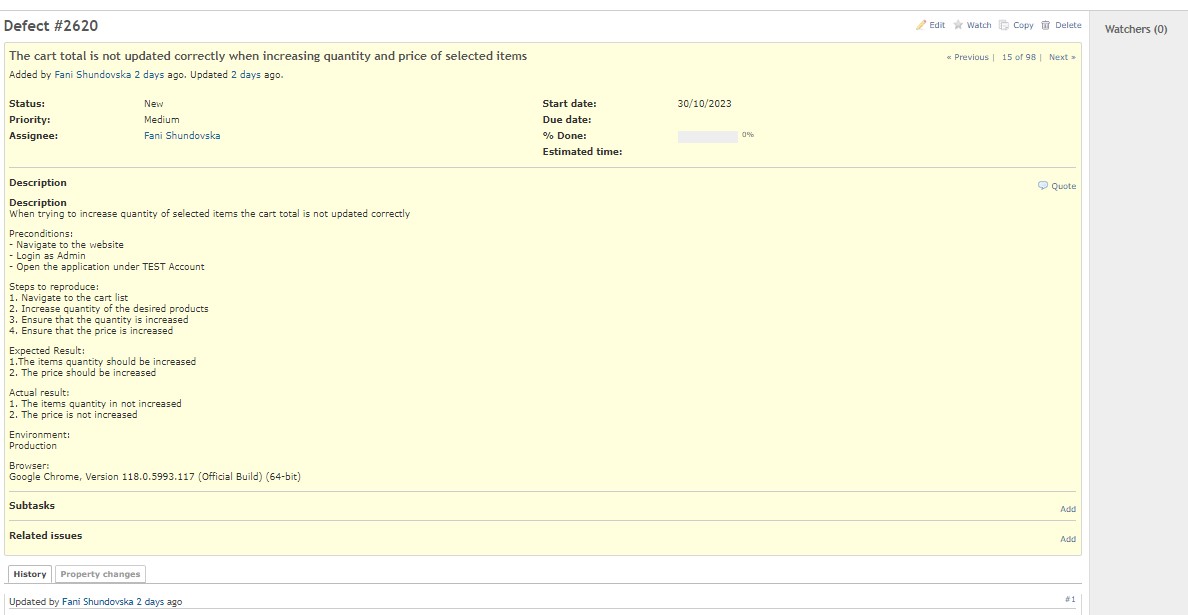 Defect #2620
Edit Watch Copy Delete
Watchers (0)
The cart total is not updated correctly when increasing quantity and price of selected items
« Previous | 15 of 98 | Next »
Added by Fani Shundovska 2 days ago. Updated 2 days ago.
Status: New Start date: 30/10/2023
Priority: Medium Due date:
Assignee: Fani Shundovska % Done: 0%
Estimated time:
Description
Quote
Description
When trying to increase quantity of selected items the cart total is not updated correctly
Preconditions:
- Navigate to the website
- Login as Admin
- Open the application under TEST Account
Steps to reproduce:
1. Navigate to the cart list
2. Increase quantity of the desired products
3. Ensure that the quantity is increased
4. Ensure that the price is increased
Expected Result:
1.The items quantity should be increased
2. The price should be increased
Actual result:
1. The items quantity in not increased
2. The price is not increased
Environment:
Production
Browser:
Google Chrome, Version 118.0.5993.117 (Official Build) (64-bit)
Subtasks
Add
Related issues
Add
History Property changes
Updated by Fani Shundovska 2 days ago #1